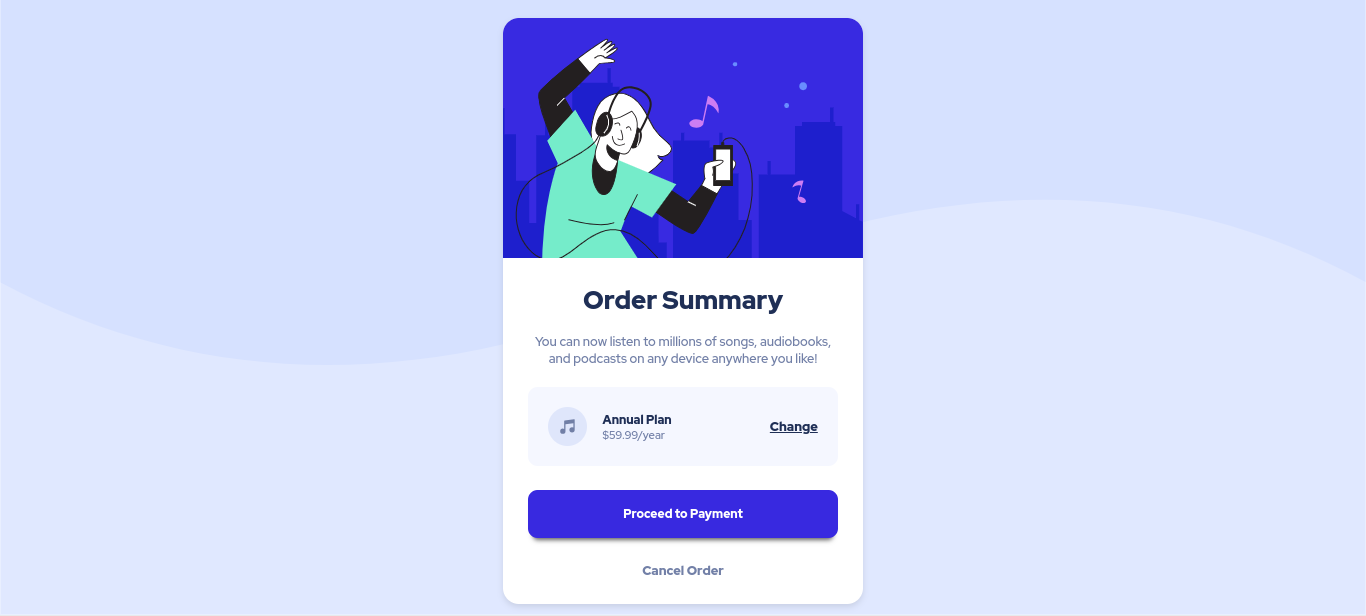 Order Summary
You can now listen to millions of songs, audiobooks,
and podcasts on any device anywhere you like!
Annual Plan
$59.99/year
Change
Proceed to Payment
Cancel Order